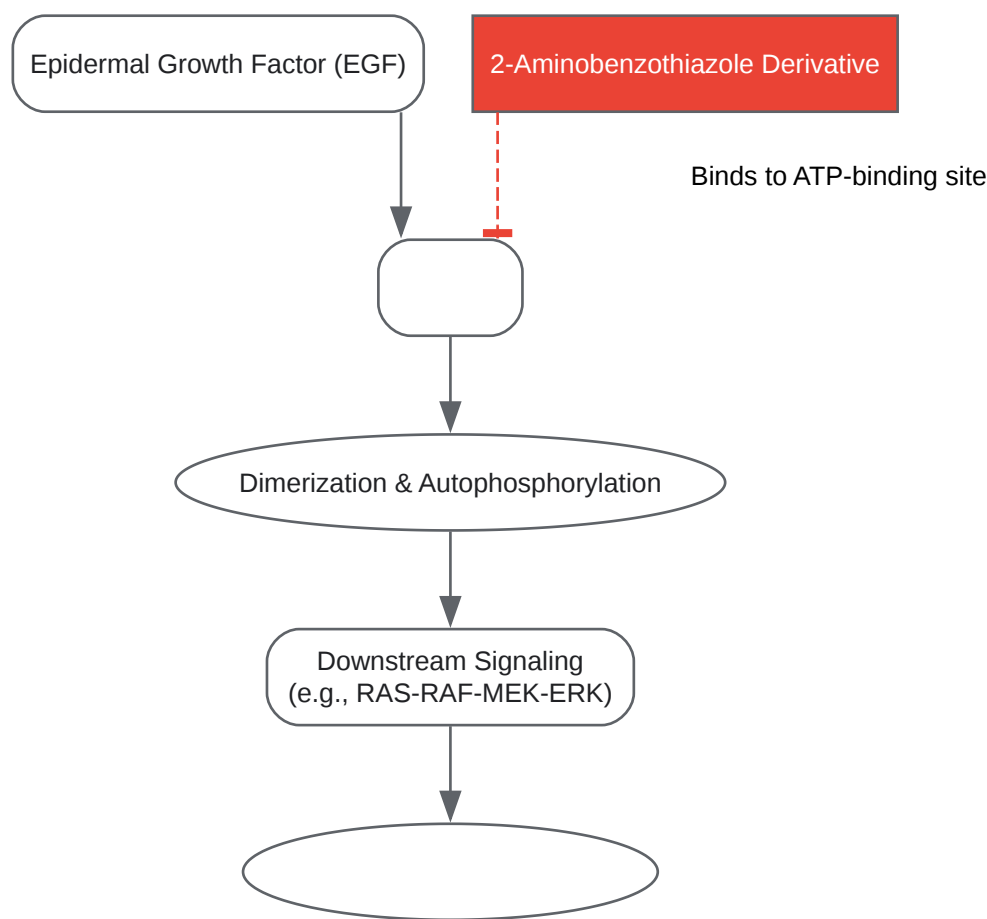 Epidermal Growth Factor (EGF)
2-Aminobenzothiazole Derivative
Binds to ATP-binding site
Dimerization & Autophosphorylation
Downstream Signaling
(e.g., RAS-RAF-MEK-ERK)